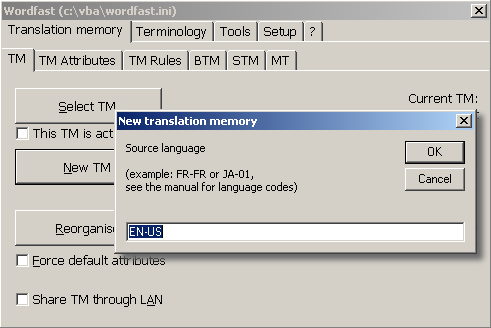 Wordfast (c:\vba\wordfast.ini)
Translation memory Terminology Tools Setup ?
TM TM Attributes TM Rules BTM STM MT
Select TM
Current TM:
This TM is act
New TM
New translation memory
Source language
(example: FR-FR or JA-01,
see the manual for language codes)
OK
Cancel
EN-US
Reorganis
Force default attributes
Share TM through LAN